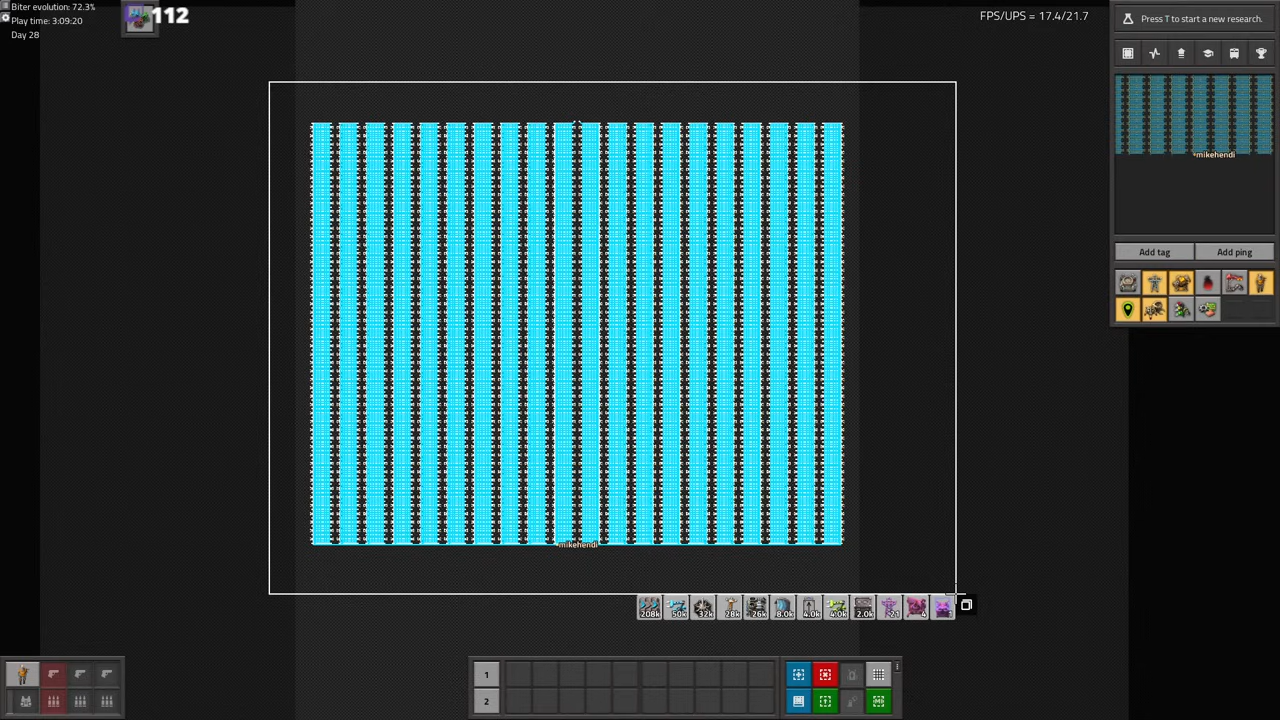 Biter evolution: 72.3%
Play time: 3:09:20
Day 28
112
FPS/UPS = 17.4/21.7
Press T to start a new research.
mikehendi
Add tag
Add ping
mikehendi
208k 50k 32k 28k 26k 8.0k 4.0k 4.0k 2.0k 21 4
1
2